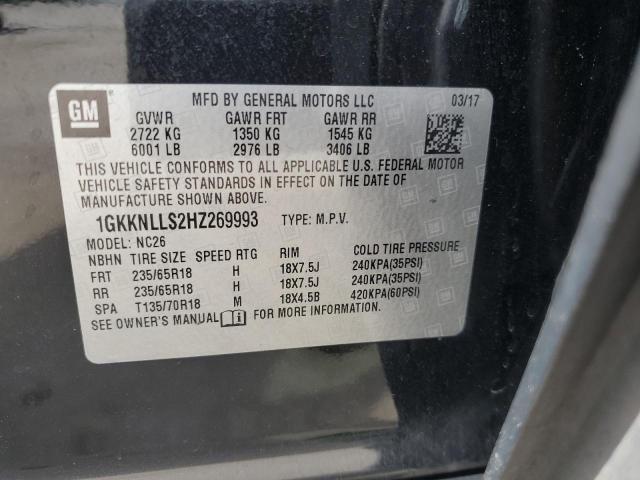 GM
MFD BY GENERAL MOTORS LLC 03/17
GVWR GAWR FRT GAWR RR
2722 KG 1350 KG 1545 KG
6001 LB 2976 LB 3406 LB
THIS VEHICLE CONFORMS TO ALL APPLICABLE U.S. FEDERAL MOTOR
VEHICLE SAFETY STANDARDS IN EFFECT ON THE DATE OF
MANUFACTURE SHOWN ABOVE.
1GKKNLLS2HZ269993 TYPE: M.P.V.
MODEL: NC26
NBHN TIRE SIZE SPEED RTG RIM COLD TIRE PRESSURE
FRT 235/65R18 H 18X7.5J 240KPA(35PSI)
RR 235/65R18 H 18X7.5J 240KPA(35PSI)
SPA T135/70R18 M 18X4.5B 420KPA(60PSI)
SEE OWNER'S MANUAL FOR MORE INFORMATION.